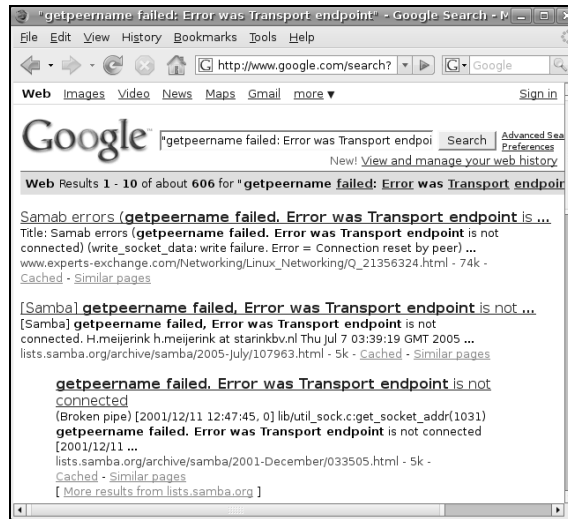 "getpeername failed: Error was Transport endpoint" - Google Search - M
File Edit View History Bookmarks Tools Help
G http://www.google.com/search? G Google
Web Images Video News Maps Gmail more ▼ Sign in
Google™ "getpeername failed: Error was Transport endpoi Search Advanced Sea
Preferences
New! View and manage your web history
Web Results 1 - 10 of about 606 for "getpeername failed: Error was Transport endpoin
Samab errors (getpeername failed. Error was Transport endpoint is ...
Title: Samab errors (getpeername failed. Error was Transport endpoint is not
connected) (write_socket_data: write failure. Error = Connection reset by peer) ...
www.experts-exchange.com/Networking/Linux_Networking/Q_21356324.html - 74k -
Cached - Similar pages
[Samba] getpeername failed, Error was Transport endpoint is not ...
[Samba] getpeername failed, Error was Transport endpoint is not
connected. H.meijerink h.meijerink at starinkbv.nl Thu Jul 7 03:39:19 GMT 2005 ...
lists.samba.org/archive/samba/2005-July/107963.html - 5k - Cached - Similar pages
getpeername failed. Error was Transport endpoint is not
connected
(Broken pipe) [2001/12/11 12:47:45, 0] lib/util_sock.c:get_socket_addr(1031)
getpeername failed. Error was Transport endpoint is not connected
[2001/12/11 ...
lists.samba.org/archive/samba/2001-December/033505.html - 5k -
Cached - Similar pages
[ More results from lists.samba.org ]